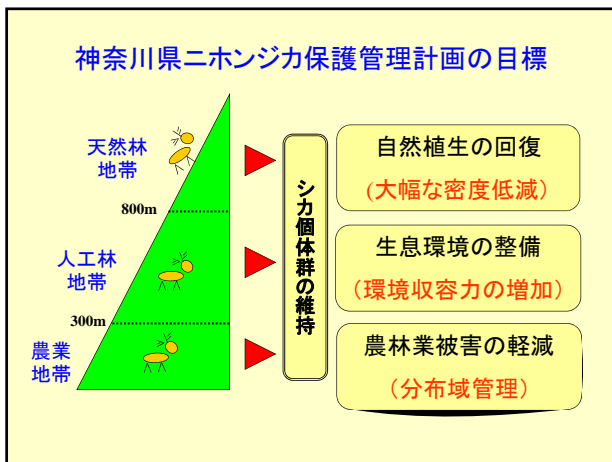 神奈川県ニホンジカ保護管理計画の目標
天然林
地帯
800m
人工林
地帯
300m
農業
地帯
シカ個体群の維持
自然植生の回復
(大幅な密度低減）
生息環境の整備
（環境収容力の増加）
農林業被害の軽減
（分布域管理）